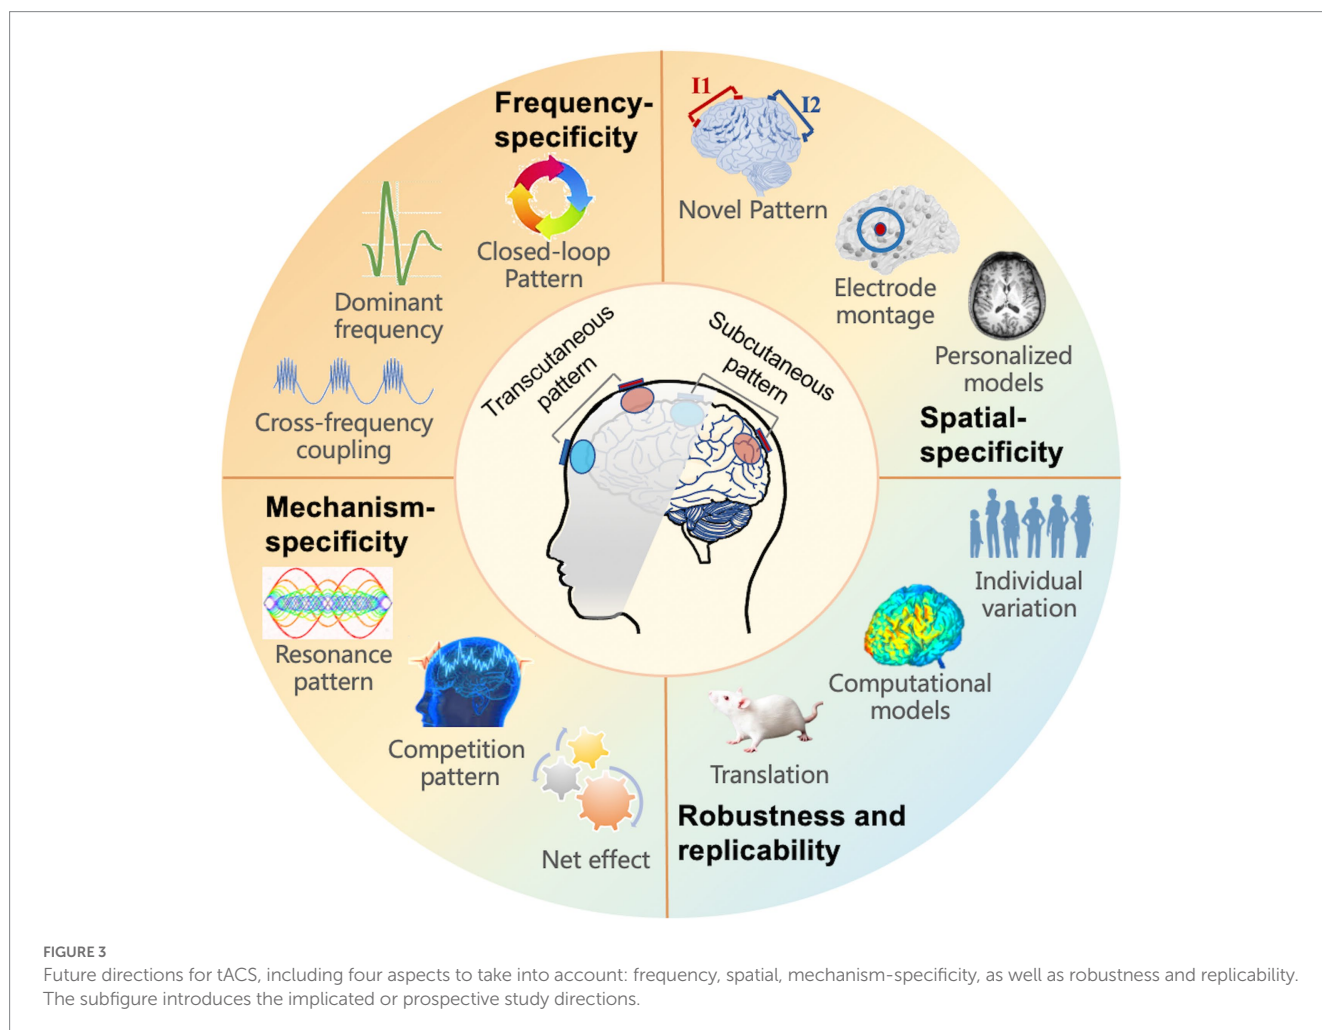 Frequency-
specificity
Closed-loop
Pattern
Dominant
frequency
Cross-frequency
coupling
I1
I2
Novel Pattern
Electrode
montage
Personalized
models
Spatial-
specificity
Transcutaneous
pattern
Subcutaneous
pattern
Mechanism-
specificity
Resonance
pattern
Competition
pattern
Net effect
Individual
variation
Computational
models
Translation
Robustness and
replicability
FIGURE 3
Future directions for tACS, including four aspects to take into account: frequency, spatial, mechanism-specificity, as well as robustness and replicability.
The subfigure introduces the implicated or prospective study directions.